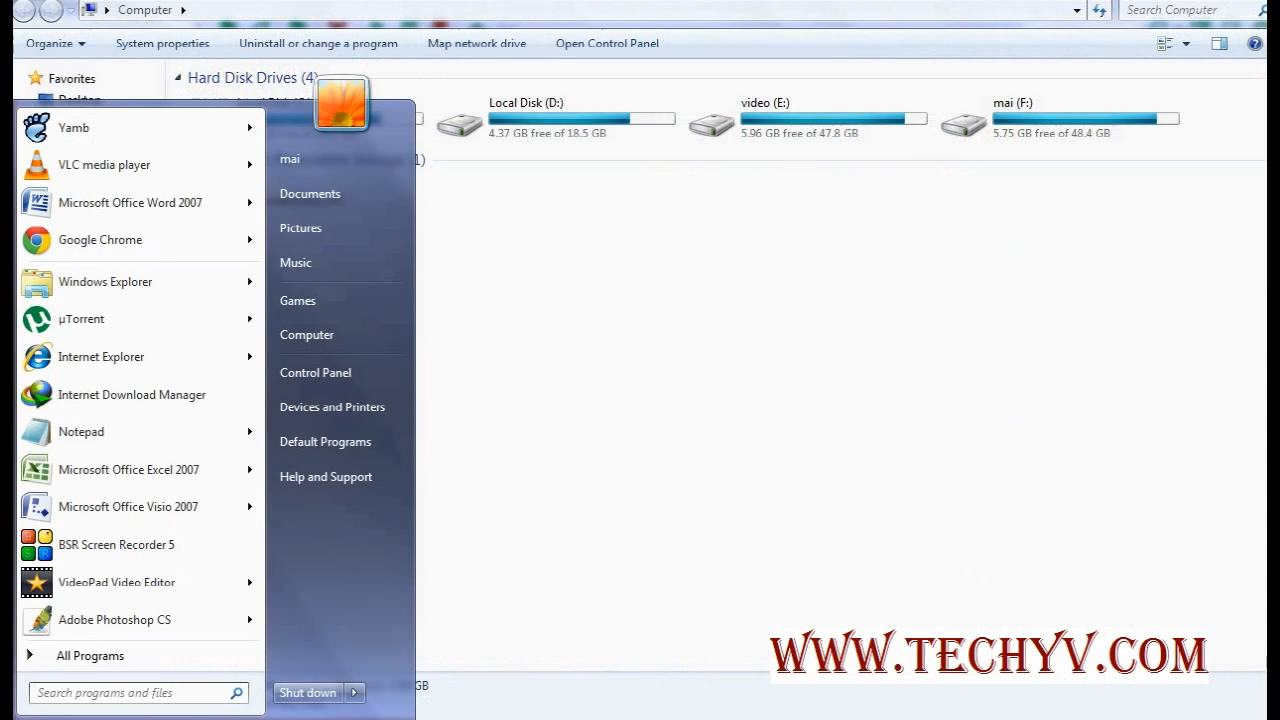 Computer
Search Computer
Organize
System properties
Uninstall or change a program
Map network drive
Open Control Panel
Favorites
Desktop
Hard Disk Drives (4)
Local Disk (D:)
4.37 GB free of 18.5 GB
video (E:)
5.96 GB free of 47.8 GB
mai (F:)
5.75 GB free of 48.4 GB
(1)
Yamb
VLC media player
Microsoft Office Word 2007
Google Chrome
Windows Explorer
µTorrent
Internet Explorer
Internet Download Manager
Notepad
Microsoft Office Excel 2007
Microsoft Office Visio 2007
BSR Screen Recorder 5
VideoPad Video Editor
Adobe Photoshop CS
All Programs
Search programs and files
mai
Documents
Pictures
Music
Games
Computer
Control Panel
Devices and Printers
Default Programs
Help and Support
Shut down
GB
WWW.TECHYV.COM